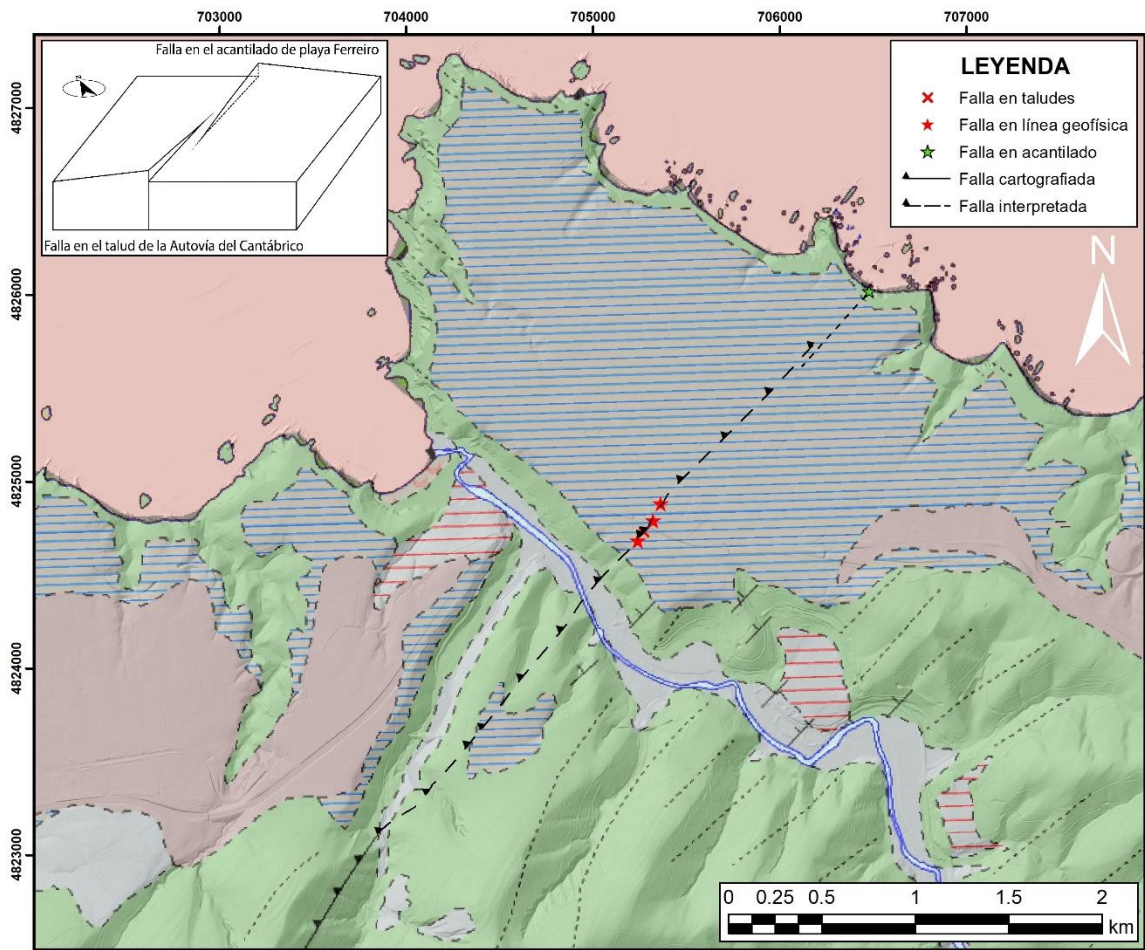 703000
704000
705000
706000
707000
4827000
4826000
4825000
4824000
4823000
Falla en el acantilado de playa Ferreiro
N
Falla en el talud de la Autovía del Cantábrico
LEYENDA
Falla en taludes
Falla en línea geofísica
Falla en acantilado
Falla cartografiada
Falla interpretada
N
0 0.25 0.5 1 1.5 2
km